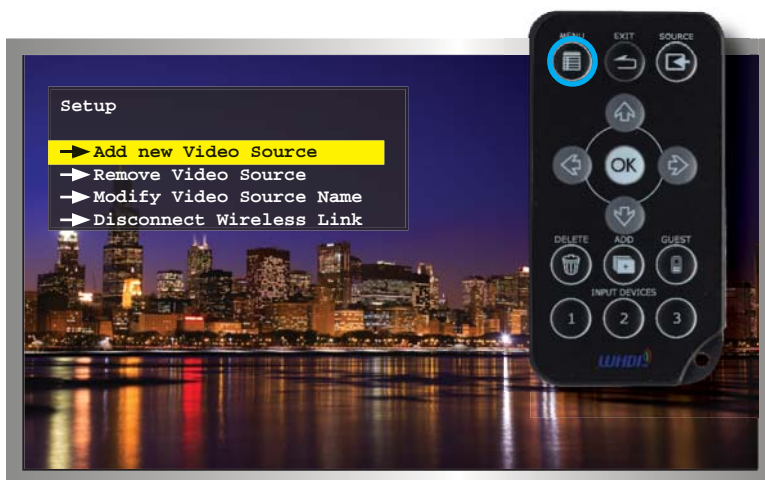 Setup
Add new Video Source
Remove Video Source
Modify Video Source Name
Disconnect Wireless Link
MENU EXIT SOURCE
OK
DELETE ADD GUEST
INPUT DEVICES
1 2 3
WHDI